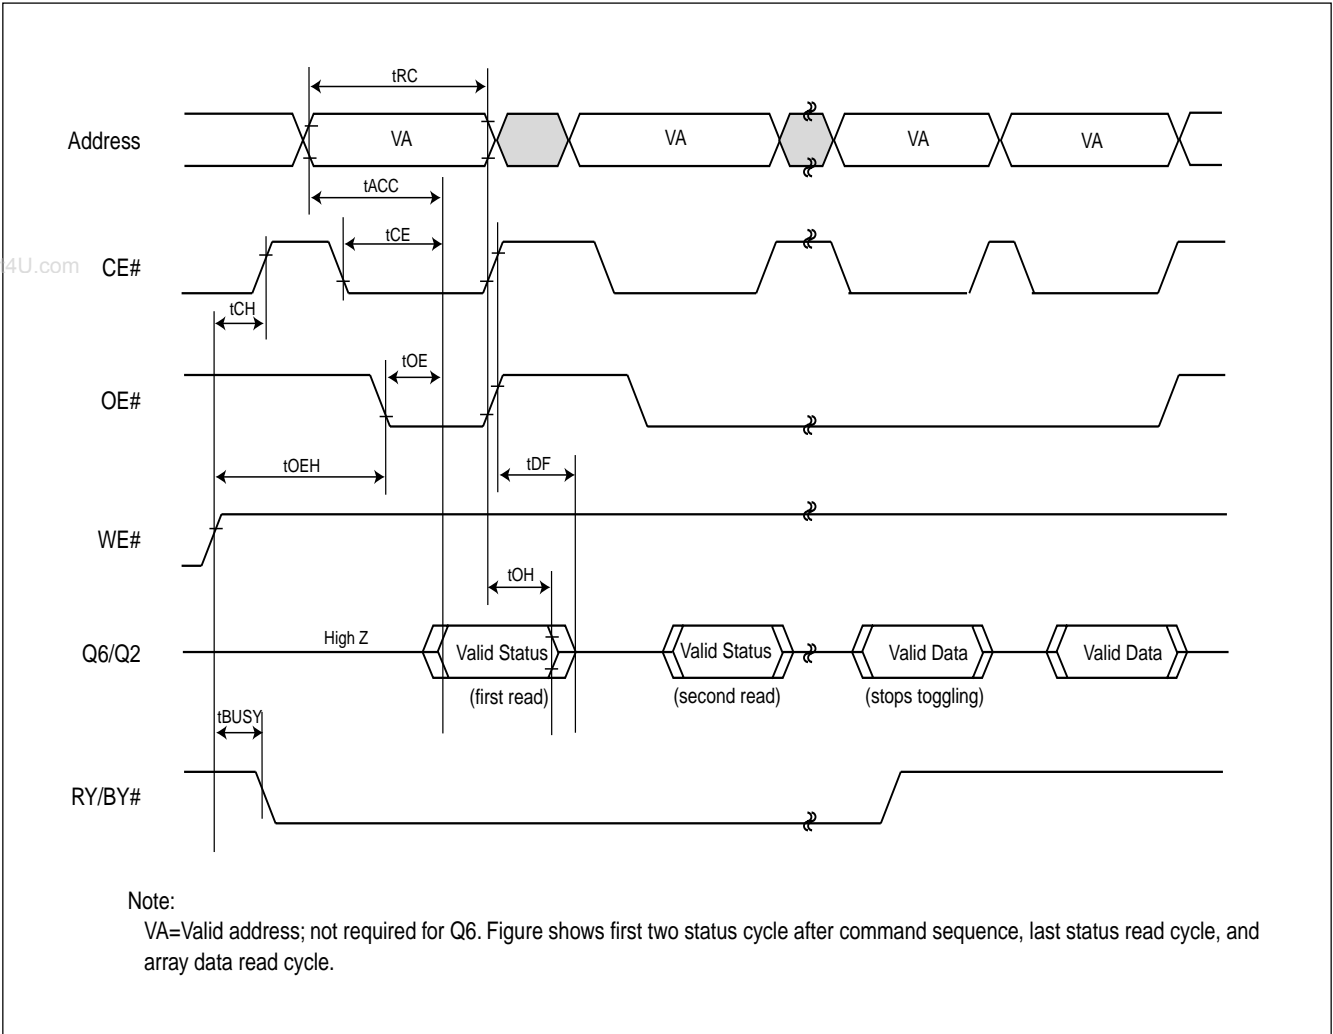 tRC
Address
VA
VA
VA
VA
tACC
tCE
t4U.com
CE#
tCH
tOE
OE#
tOEH
tDF
WE#
tOH
High Z
Q6/Q2
Valid Status
Valid Status
Valid Data
Valid Data
(first read)
(second read)
(stops toggling)
tBUSY
RY/BY#
Note:
VA=Valid address; not required for Q6. Figure shows first two status cycle after command sequence, last status read cycle, and
array data read cycle.